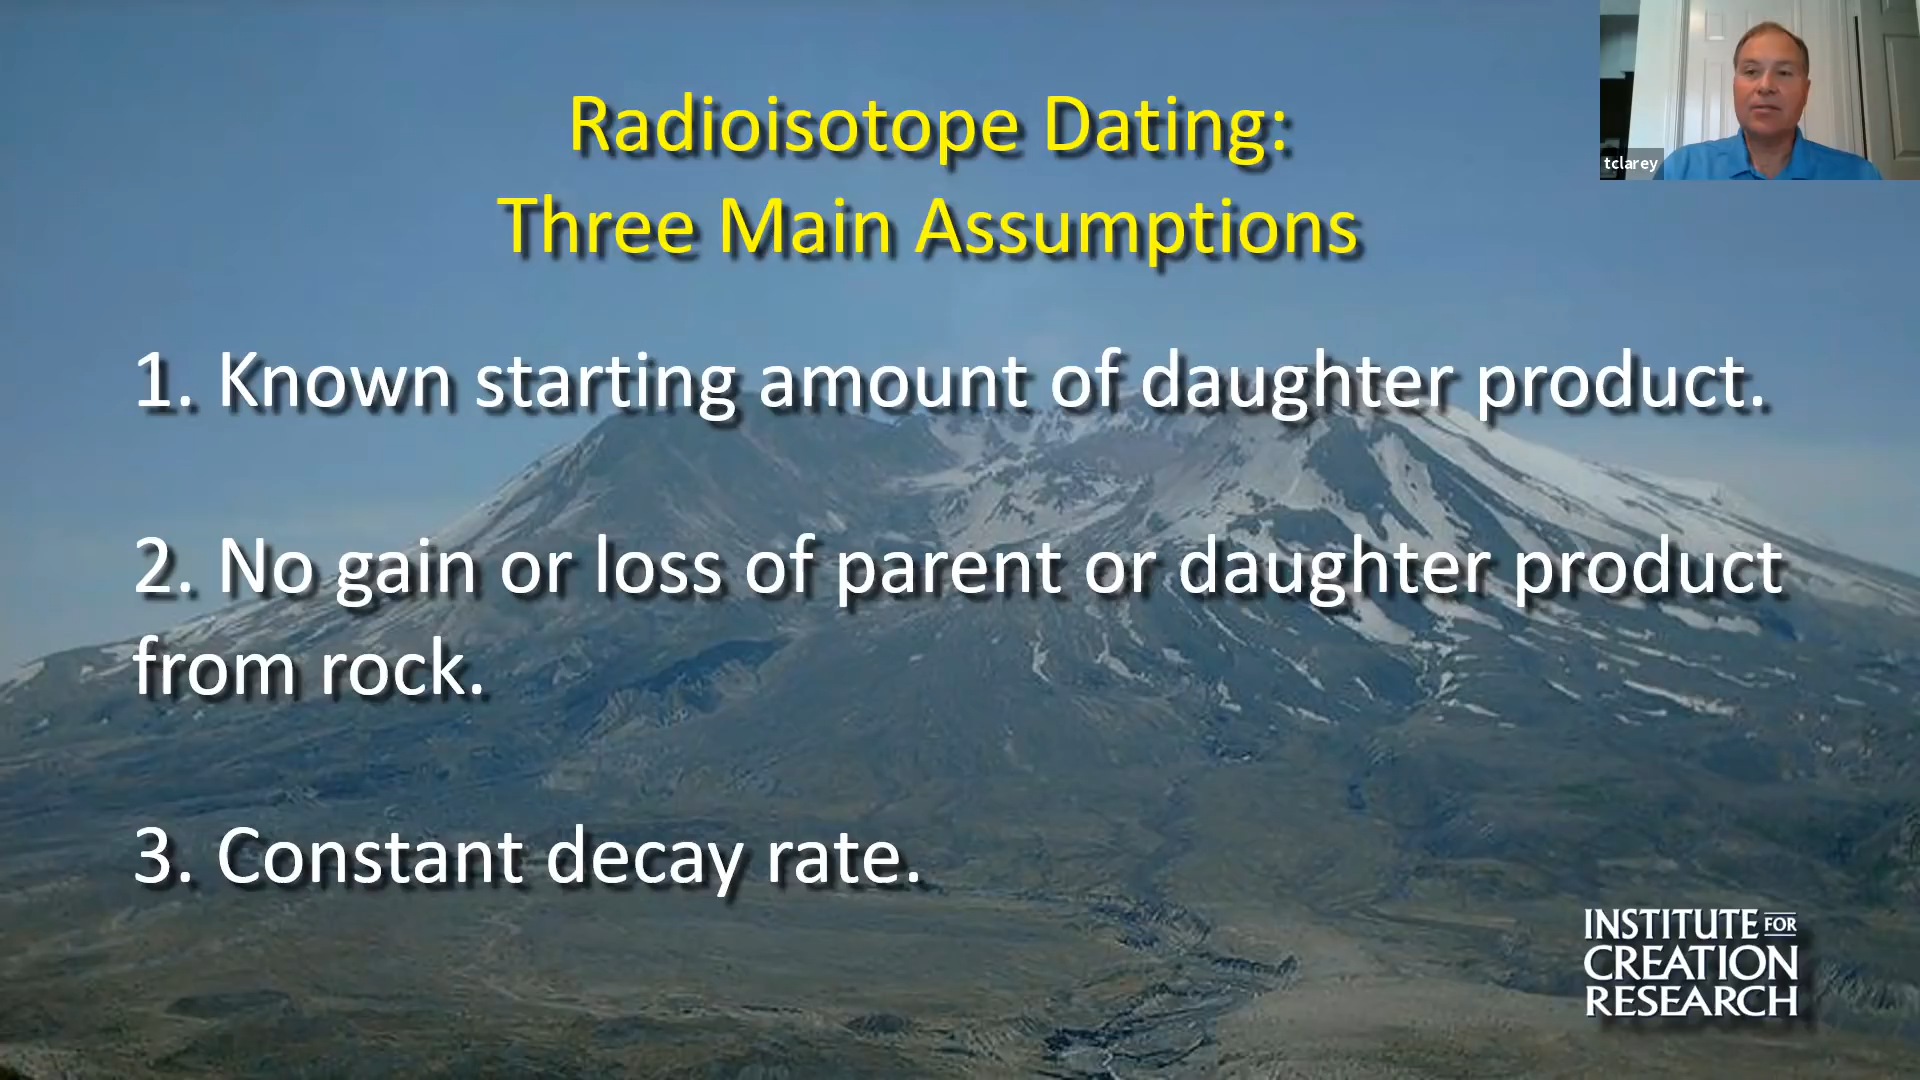 Radioisotope Dating:
Three Main Assumptions
tclarey
1. Known starting amount of daughter product.
2. No gain or loss of parent or daughter product
from rock.
3. Constant decay rate.
INSTITUTE FOR
CREATION
RESEARCH